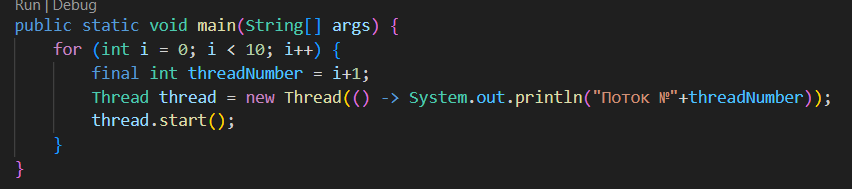 Run | Debug
public static void main(String[] args) {
for (int i = 0; i < 10; i++) {
final int threadNumber = i+1;
Thread thread = new Thread(() -> System.out.println("Поток №"+threadNumber));
thread.start();
}
}